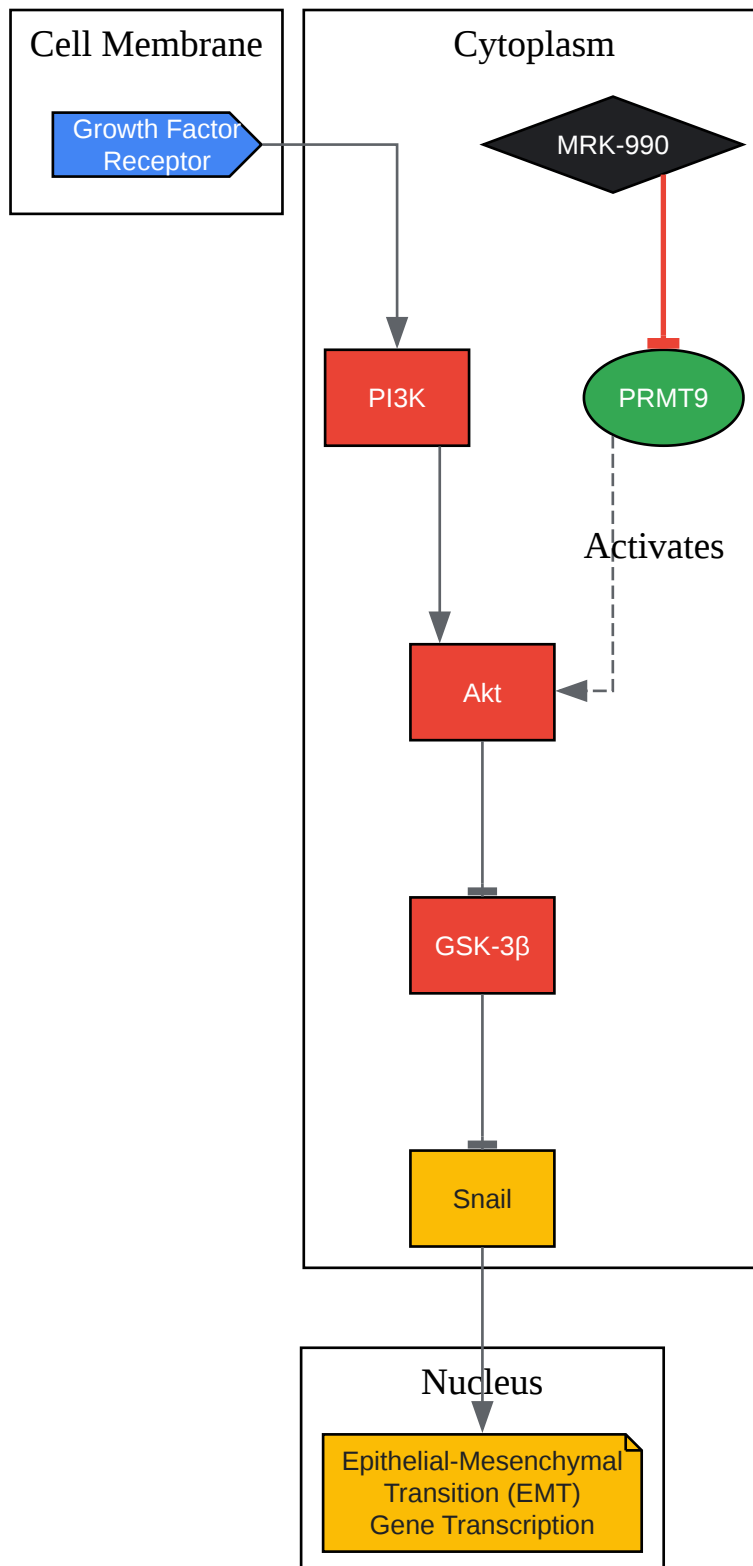 Cell Membrane
Cytoplasm
Growth Factor
Receptor
MRK-990
PI3K
PRMT9
Activates
Akt
GSK-3β
Snail
Nucleus
Epithelial-Mesenchymal
Transition (EMT)
Gene Transcription